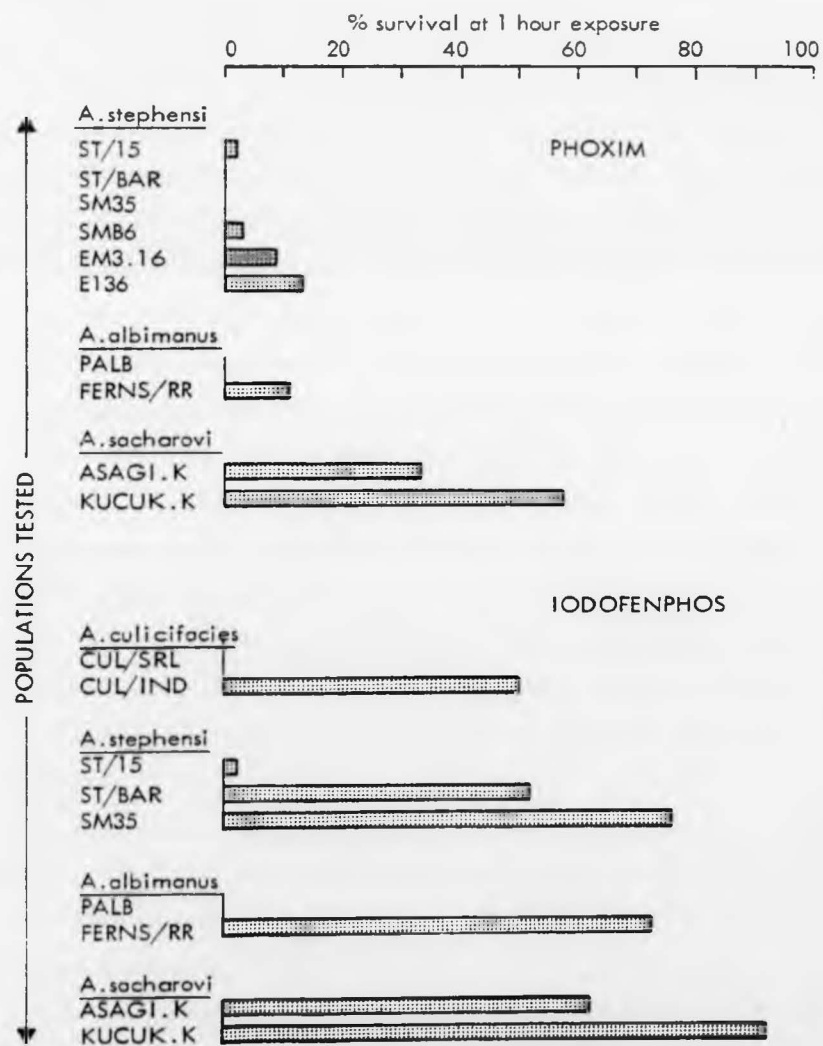 % survival at 1 hour exposure
0 20 40 60 80 100
POPULATIONS TESTED
PHOXIM
A.stephensi
ST/15
ST/BAR
SM35
SMB6
EM3.16
E136
A.albimanus
PALB
FERNS/RR
A.sacharovi
ASAGI.K
KUCUK.K
IODOFENPHOS
A.culicifacies
CUL/SRL
CUL/IND
A.stephensi
ST/15
ST/BAR
SM35
A.albimanus
PALB
FERNS/RR
A.sacharovi
ASAGI.K
KUCUK.K